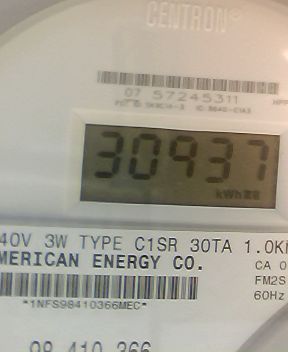 CENTRON®
07 57245311
30937
kWh
40V 3W TYPE C1SR 30TA 1.0K
MERICAN ENERGY CO.
CA 0
FM2S
60Hz
*1NFS98410366MEC*
98 410 366